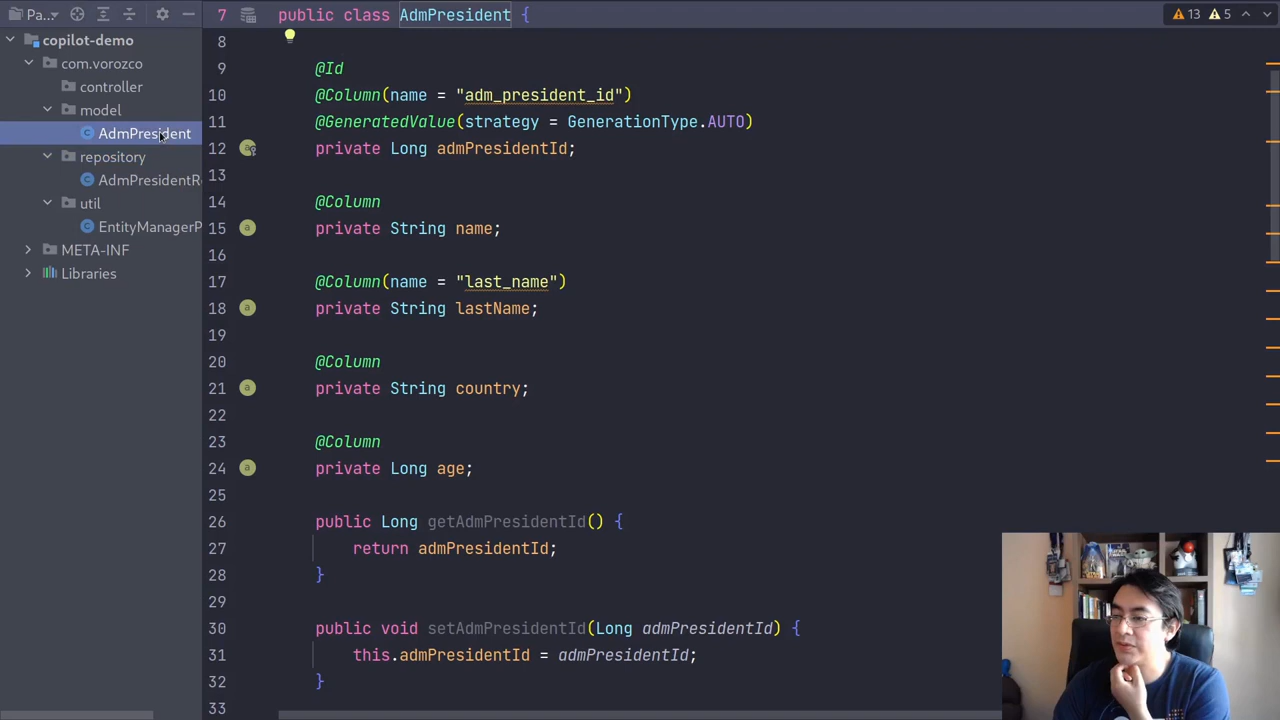 Pa...
copilot-demo
com.vorozco
controller
model
AdmPresident
repository
AdmPresidentR
util
EntityManagerP
META-INF
Libraries
13 5
7 public class AdmPresident {
8
9 @Id
10 @Column(name = "adm_president_id")
11 @GeneratedValue(strategy = GenerationType.AUTO)
12 private Long admPresidentId;
13
14 @Column
15 private String name;
16
17 @Column(name = "last_name")
18 private String lastName;
19
20 @Column
21 private String country;
22
23 @Column
24 private Long age;
25
26 public Long getAdmPresidentId() {
27 return admPresidentId;
28 }
29
30 public void setAdmPresidentId(Long admPresidentId) {
31 this.admPresidentId = admPresidentId;
32 }
33